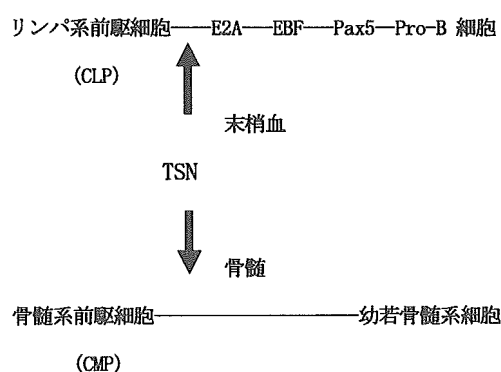 リンパ系前駆細胞——E2A——EBF——Pax5—Pro-B 細胞
(CLP)
末梢血
TSN
骨髄
骨髄系前駆細胞————————幼若骨髄系細胞
(CMP)